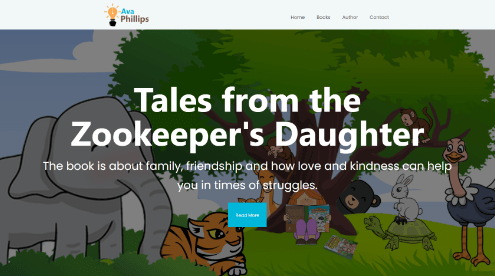 Ava
Phillips
Home Books Author Contact
Tales from the
Zookeeper's Daughter
The book is about family, friendship and how love and kindness can help
you in times of struggles.
Read More